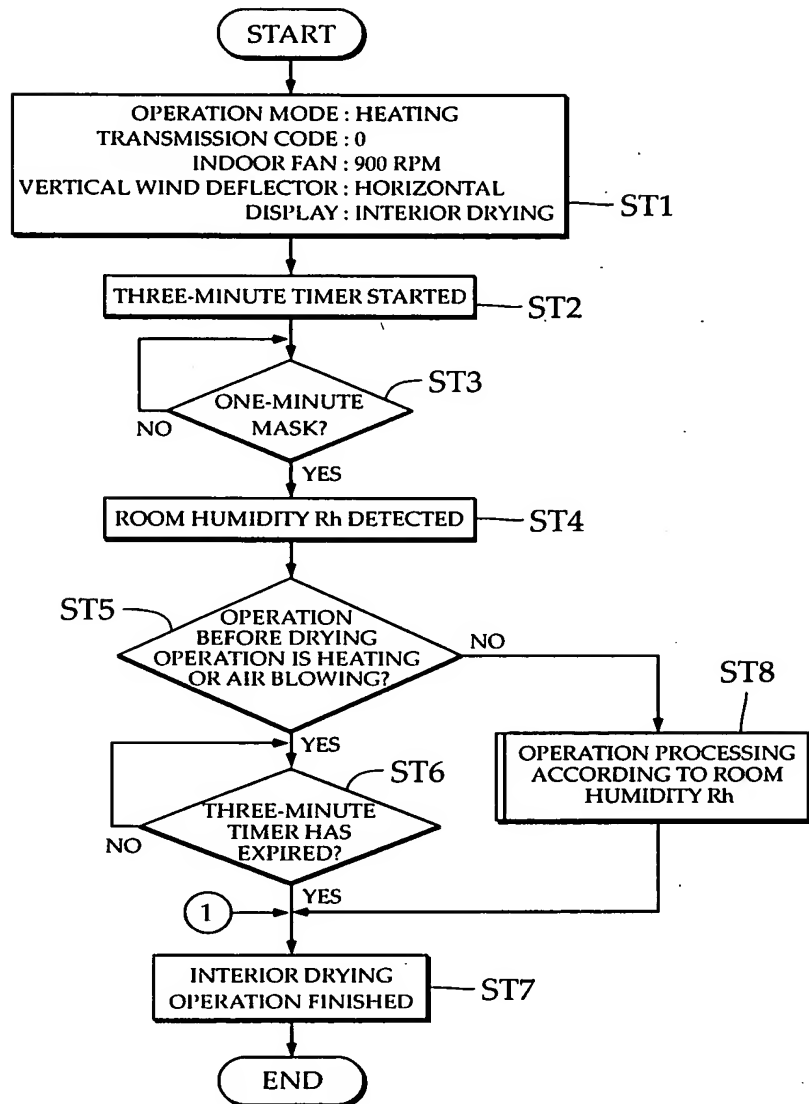 START
OPERATION MODE : HEATING
TRANSMISSION CODE : 0
INDOOR FAN : 900 RPM
VERTICAL WIND DEFLECTOR : HORIZONTAL
DISPLAY : INTERIOR DRYING
ST1
THREE-MINUTE TIMER STARTED
ST2
ST3
ONE-MINUTE
MASK?
NO
YES
ROOM HUMIDITY Rh DETECTED
ST4
ST5
OPERATION
BEFORE DRYING
OPERATION IS HEATING
OR AIR BLOWING?
NO
YES
ST8
OPERATION PROCESSING
ACCORDING TO ROOM
HUMIDITY Rh
ST6
THREE-MINUTE
TIMER HAS
EXPIRED?
NO
YES
1
INTERIOR DRYING
OPERATION FINISHED
ST7
END